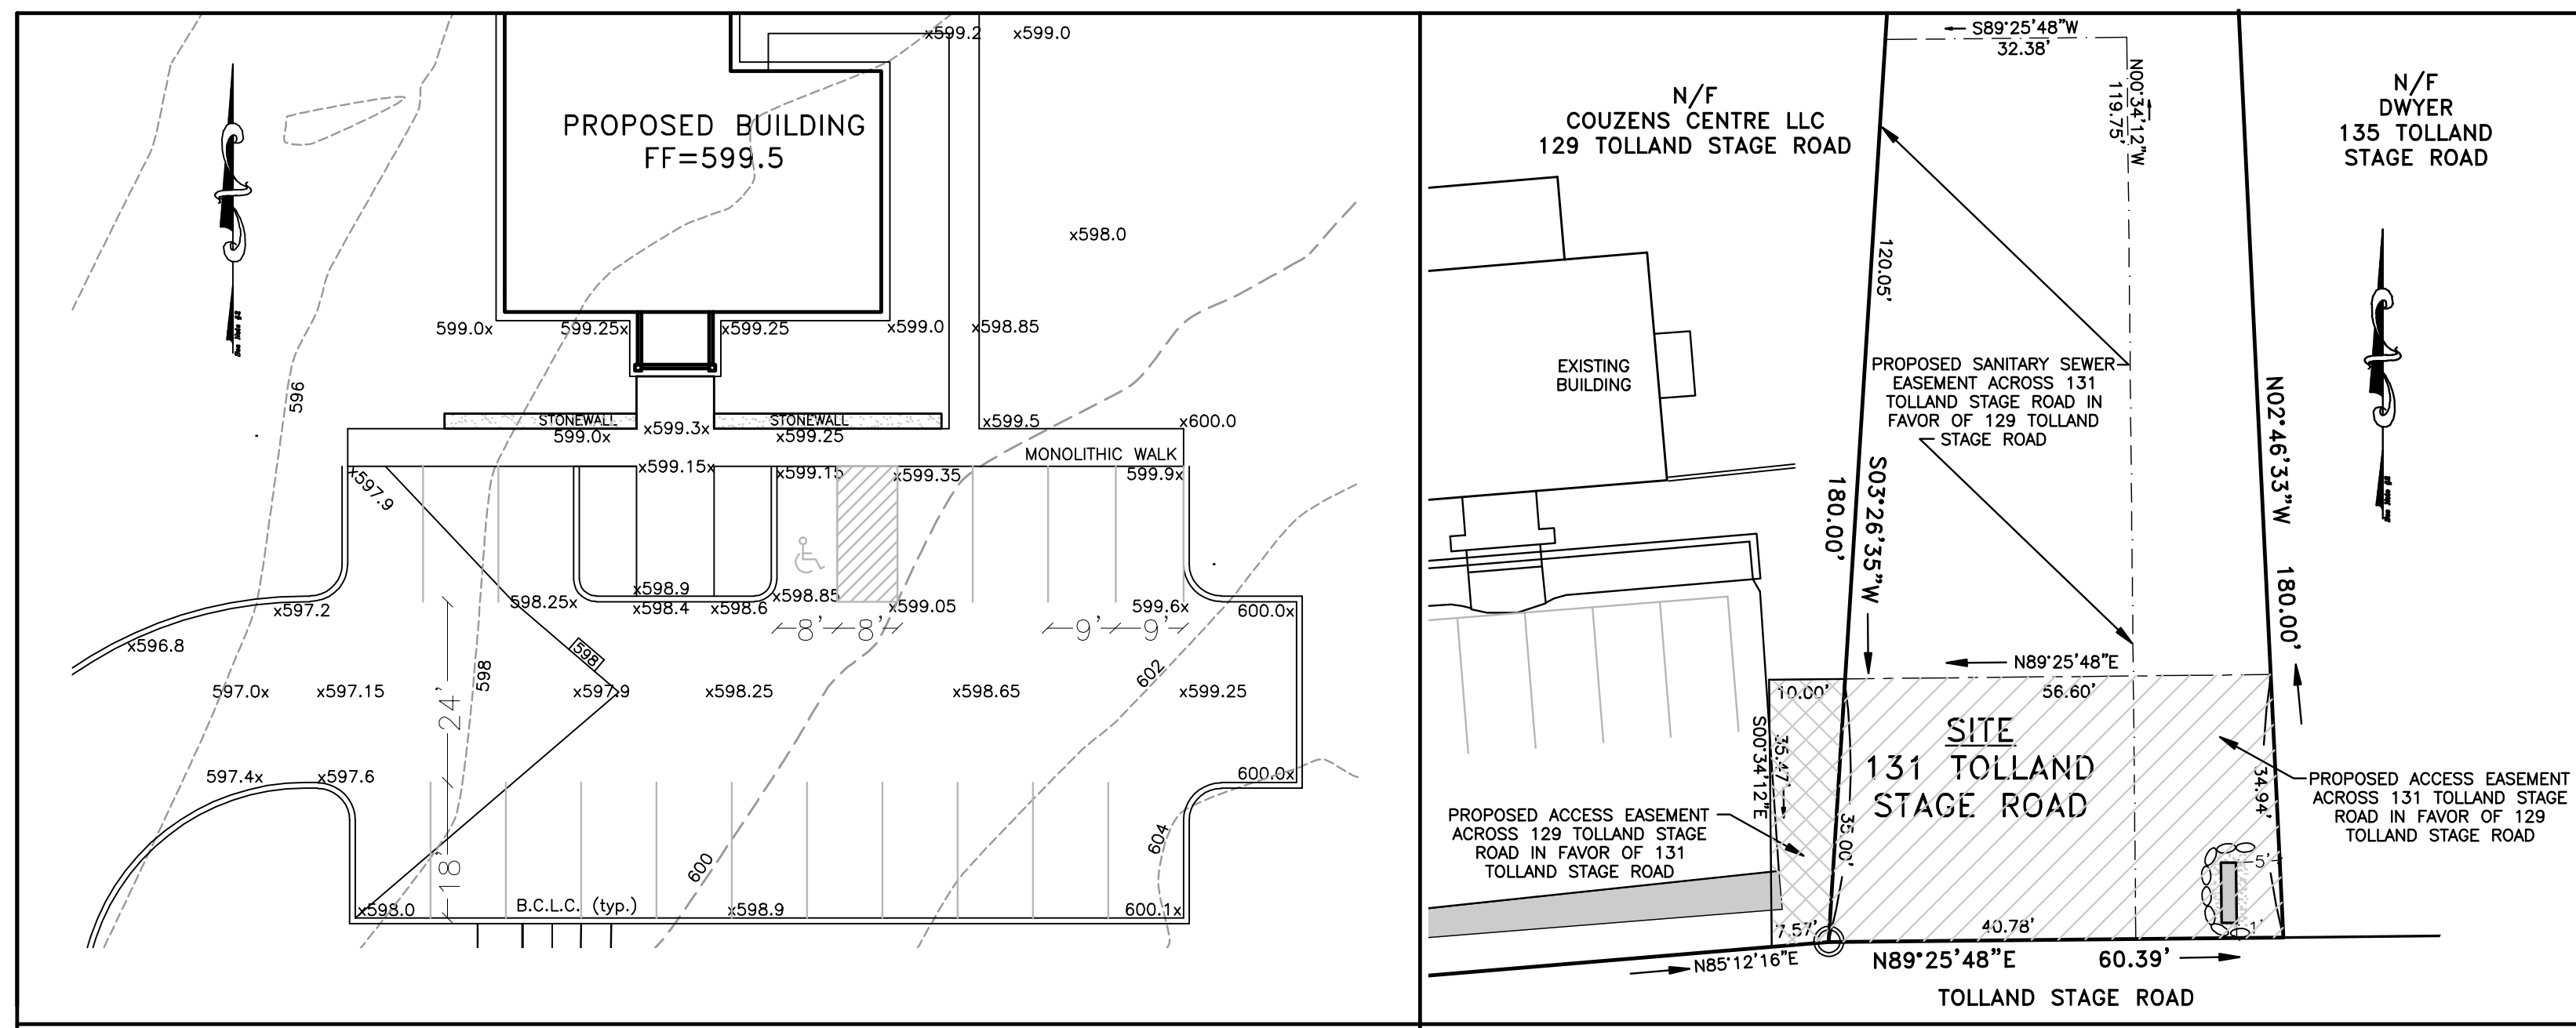 x599.2
x599.0
PROPOSED BUILDING
FF=599.5
x598.0
599.0x
599.25x
x599.25
x599.0
x598.85
596
STONEWALL
STONEWALL
599.0x
x599.3x
x599.25
x599.5
x600.0
MONOLITHIC WALK
x597.9
x599.15x
x599.15
x599.35
599.9x
598.25x
x598.9
x598.4
x598.6
x598.85
x599.05
599.6x
600.0x
x597.2
8'
8'
9'
9'
x596.8
598
598
602
597.0x
x597.15
x597.9
x598.25
x598.65
x599.25
24'
597.4x
x597.6
600.0x
18'
600
604
x598.0
B.C.L.C. (typ.)
x598.9
600.1x
S89°25'48"W
32.38'
N00°34'12"W
119.75'
N/F
COUZENS CENTRE LLC
129 TOLLAND STAGE ROAD
N/F
DWYER
135 TOLLAND
STAGE ROAD
120.05'
EXISTING
BUILDING
PROPOSED SANITARY SEWER
EASEMENT ACROSS 131
TOLLAND STAGE ROAD IN
FAVOR OF 129 TOLLAND
STAGE ROAD
S03°26'35"W
180.00'
N02°46'33"W
180.00'
N89°25'48"E
10.00'
56.60'
S00°34'12"E
35.47'
SITE
131 TOLLAND
STAGE ROAD
34.94'
35.00'
PROPOSED ACCESS EASEMENT
ACROSS 131 TOLLAND STAGE
ROAD IN FAVOR OF 129
TOLLAND STAGE ROAD
PROPOSED ACCESS EASEMENT
ACROSS 129 TOLLAND STAGE
ROAD IN FAVOR OF 131
TOLLAND STAGE ROAD
5'
1'
7.57'
40.78'
N85°12'16"E
N89°25'48"E
60.39'
TOLLAND STAGE ROAD